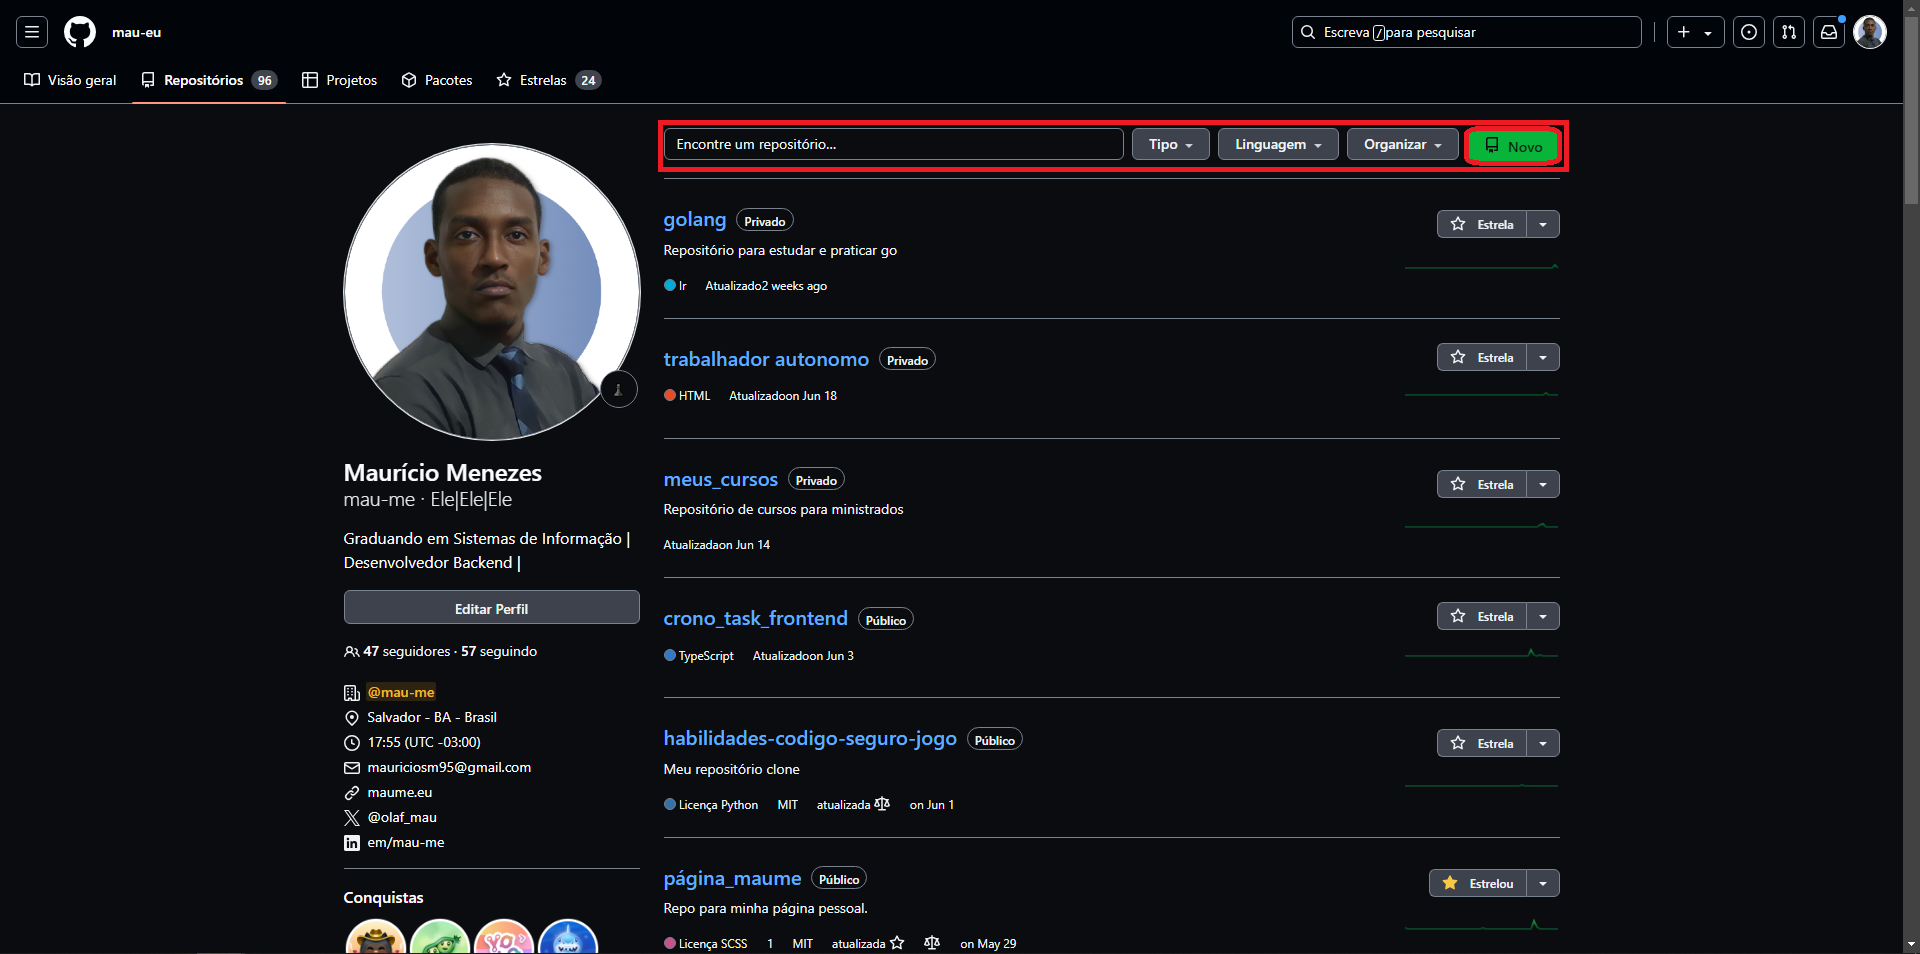 mau-eu
Escreva / para pesquisar
Visão geral
Repositórios 96
Projetos
Pacotes
Estrelas 24
Encontre um repositório...
Tipo
Linguagem
Organizar
Novo
Maurício Menezes
mau-me · Ele|Ele|Ele
Graduando em Sistemas de Informação |
Desenvolvedor Backend |
Editar Perfil
47 seguidores · 57 seguindo
@mau-me
Salvador - BA - Brasil
17:55 (UTC -03:00)
mauriciosm95@gmail.com
maume.eu
@olaf_mau
em/mau-me
Conquistas
YOLO
golang Privado
Estrela
Repositório para estudar e praticar go
Ir Atualizado2 weeks ago
trabalhador autonomo Privado
Estrela
HTML Atualizadoon Jun 18
meus_cursos Privado
Estrela
Repositório de cursos para ministrados
Atualizadaon Jun 14
crono_task_frontend Público
Estrela
TypeScript Atualizadoon Jun 3
habilidades-codigo-seguro-jogo Público
Estrela
Meu repositório clone
Licença Python MIT atualizada on Jun 1
página_maume Público
Estrelou
Repo para minha página pessoal.
Licença SCSS 1 MIT atualizada on May 29